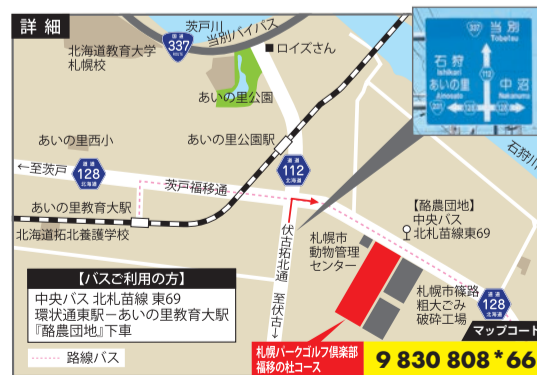 詳細
茨戸川
当別バイパス
国道
337
ROUTE
北海道教育大学
札幌校
ロイズさん
あいの里公園
337
当別
Tobetsu
石狩
Ishikari
112
あいの里
Ainosato
中沼
Nakanuma
337
128
128
石狩川
あいの里西小
あいの里公園駅
←至茨戸
道道
128
北海道
茨戸福移通
道道
112
北海道
あいの里教育大駅
北海道拓北養護学校
伏古拓北通
至伏古→
【酪農団地】
中央バス
北札苗線東69
札幌市
動物管理
センター
札幌市篠路
粗大ごみ
破砕工場
道道
128
北海道
【バスご利用の方】
中央バス 北札苗線 東69
環状通東駅−あいの里教育大駅
『酪農団地』下車
路線バス
札幌パークゴルフ倶楽部
福移の杜コース
マップコード
9 830 808*66